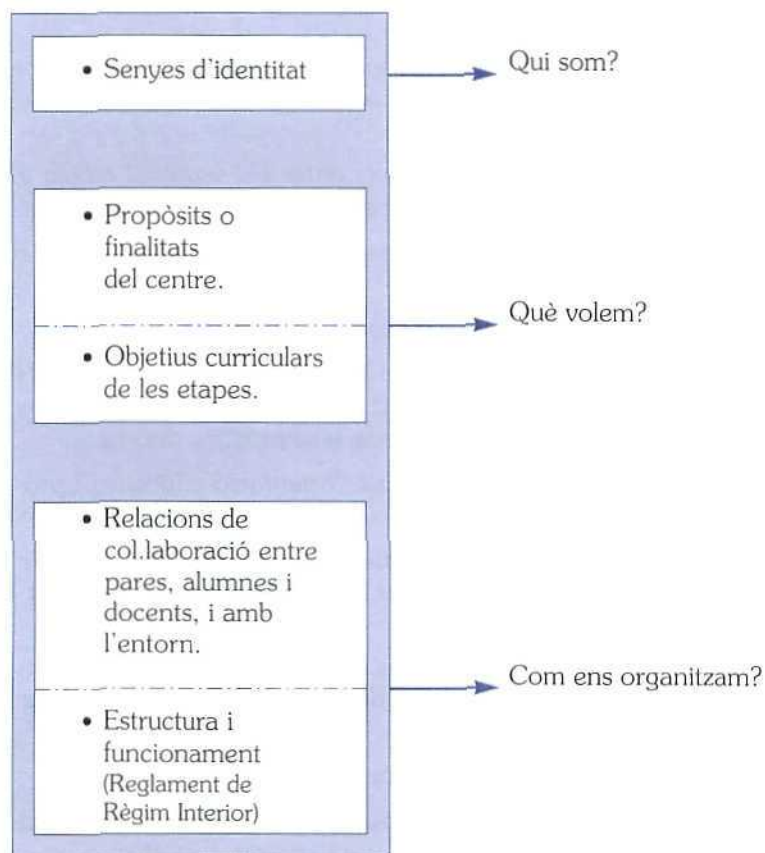 • Senyes d'identitat
Qui som?
• Propòsits o
finalitats
del centre.
Què volem?
• Objetius curriculars
de les etapes.
• Relacions de
col.laboració entre
pares, alumnes i
docents, i amb
l'entorn.
Com ens organitzam?
• Estructura i
funcionament
(Reglament de
Règim Interior)